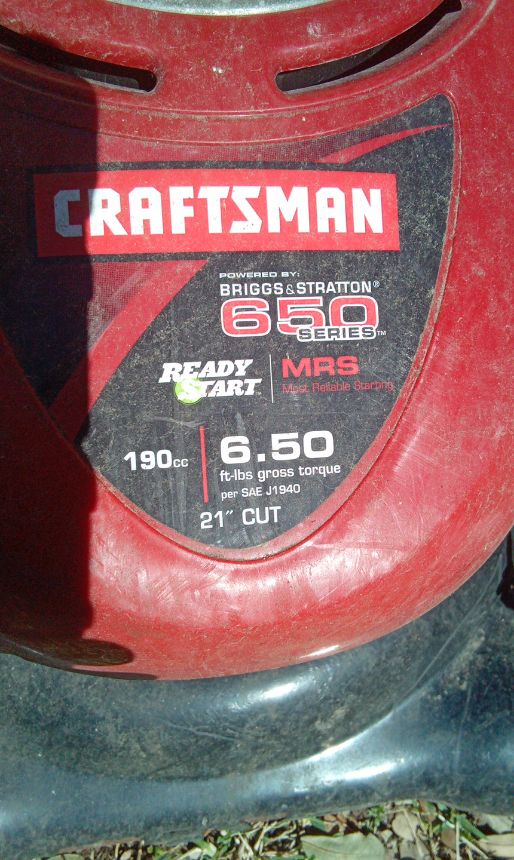 CRAFTSMAN
POWERED BY:
BRIGGS & STRATTON®
650
SERIES™
READY START™
MRS
Most Reliable Starting
190cc
6.50
ft-lbs gross torque
per SAE J1940
21" CUT